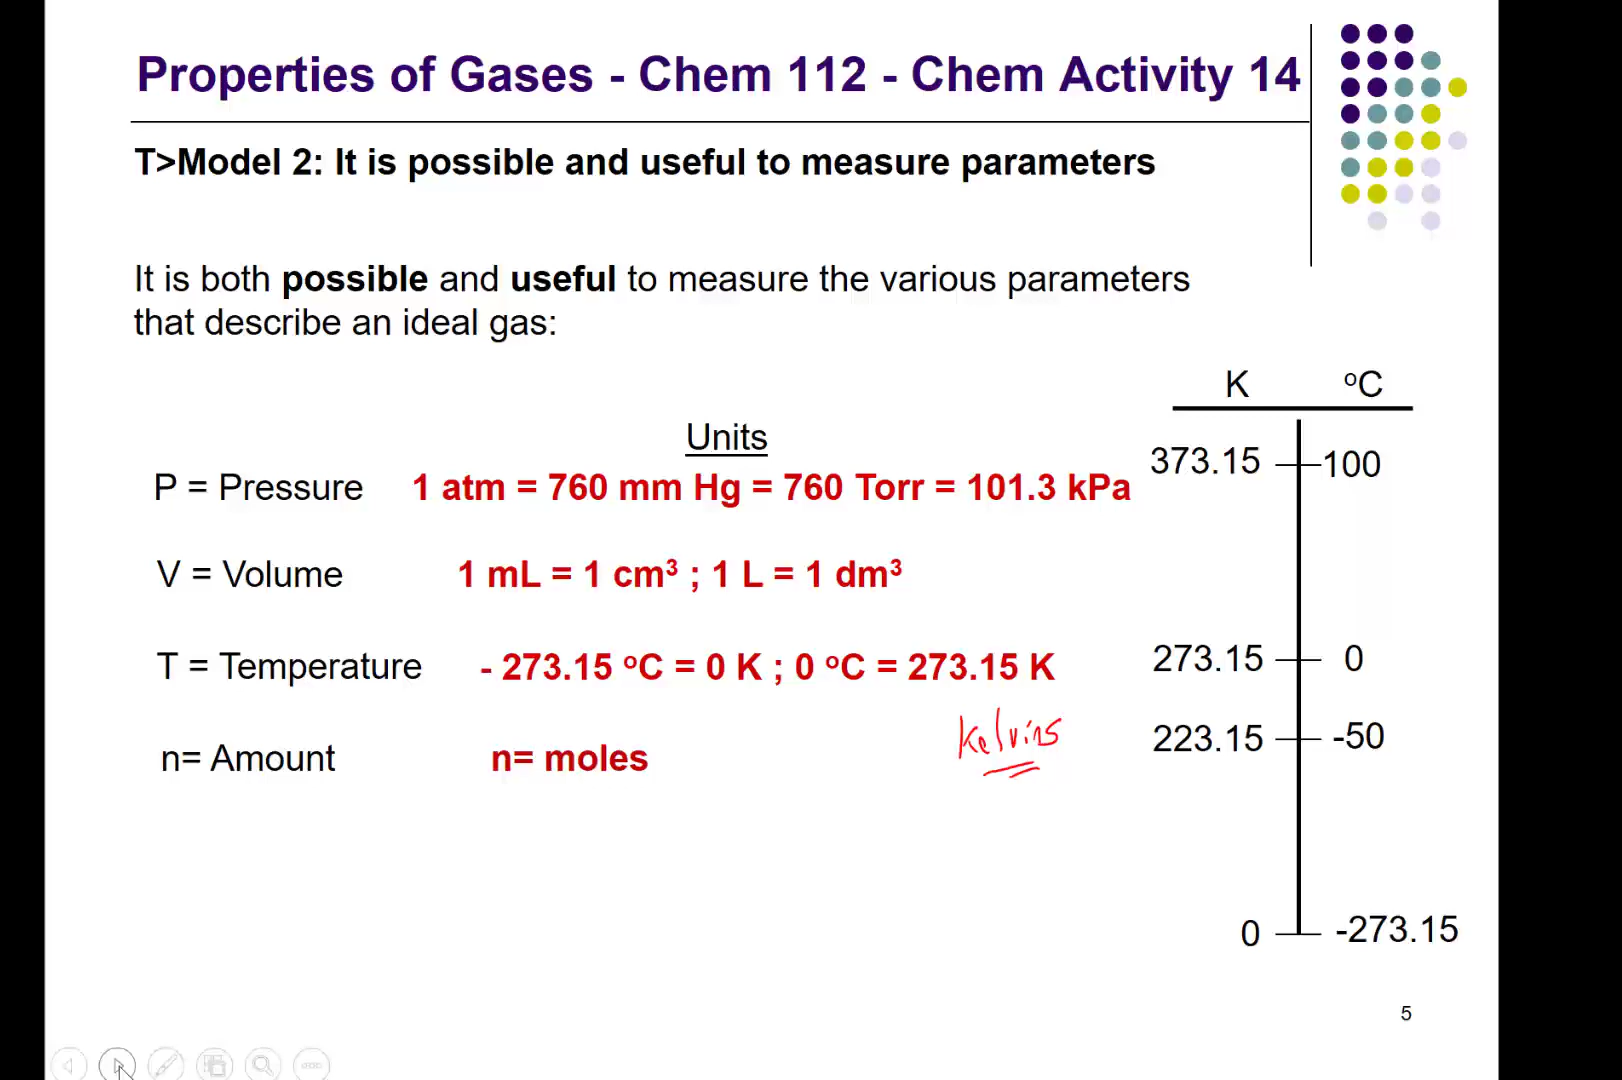 Properties of Gases - Chem 112 - Chem Activity 14
T>Model 2: It is possible and useful to measure parameters
It is both possible and useful to measure the various parameters
that describe an ideal gas:
Units
P = Pressure 1 atm = 760 mm Hg = 760 Torr = 101.3 kPa
V = Volume 1 mL = 1 cm³ ; 1 L = 1 dm³
T = Temperature - 273.15 ºC = 0 K ; 0 ºC = 273.15 K
Kelvins
n= Amount n= moles
K ºC
373.15 100
273.15 0
223.15 -50
0 -273.15
5